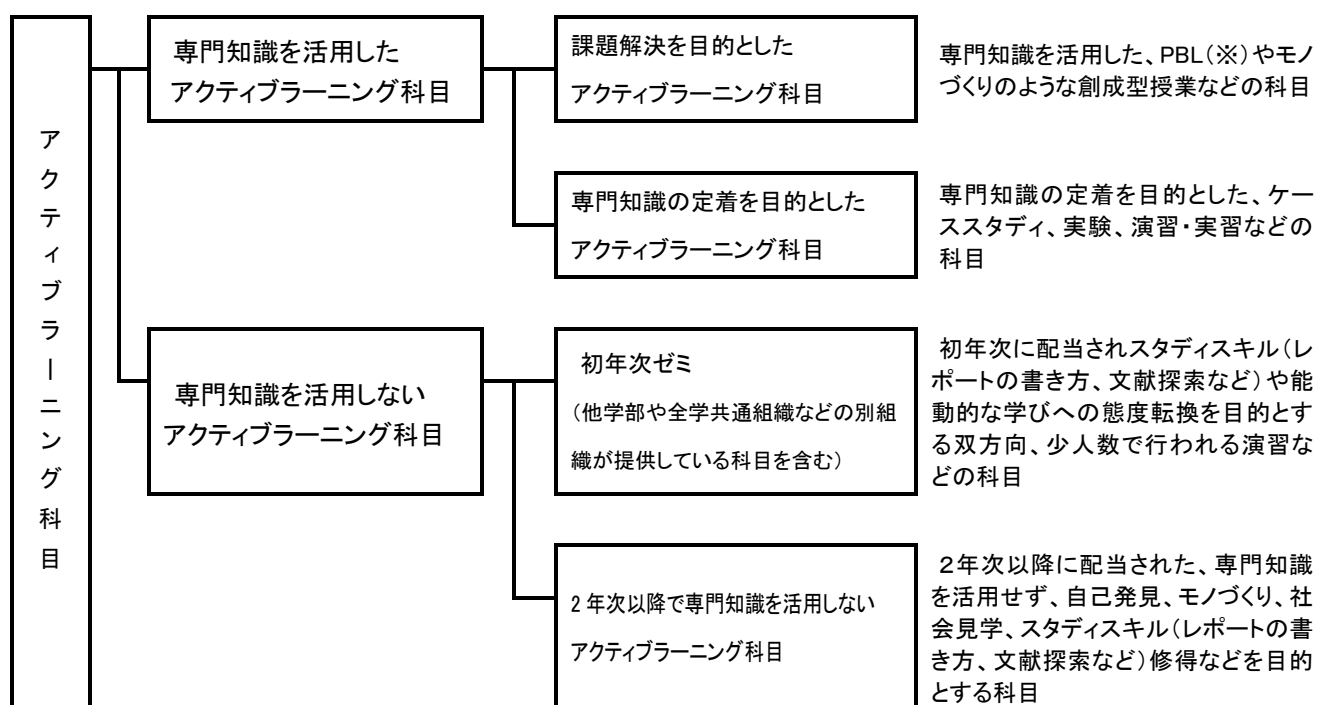 アクティブラーニング科目
専門知識を活用した
アクティブラーニング科目
課題解決を目的とした
アクティブラーニング科目
専門知識を活用した、PBL(※)やモノ
づくりのような創成型授業などの科目
専門知識の定着を目的とした
アクティブラーニング科目
専門知識の定着を目的とした、ケー
ススタディ、実験、演習・実習などの
科目
専門知識を活用しない
アクティブラーニング科目
初年次ゼミ
(他学部や全学共通組織などの別組
織が提供している科目を含む)
初年次に配当されスタディスキル(レ
ポートの書き方、文献探索など)や能
動的な学びへの態度転換を目的とす
る双方向、少人数で行われる演習な
どの科目
2年次以降で専門知識を活用しない
アクティブラーニング科目
2年次以降に配当された、専門知識
を活用せず、自己発見、モノづくり、社
会見学、スタディスキル(レポートの書
き方、文献探索など)修得などを目的
とする科目